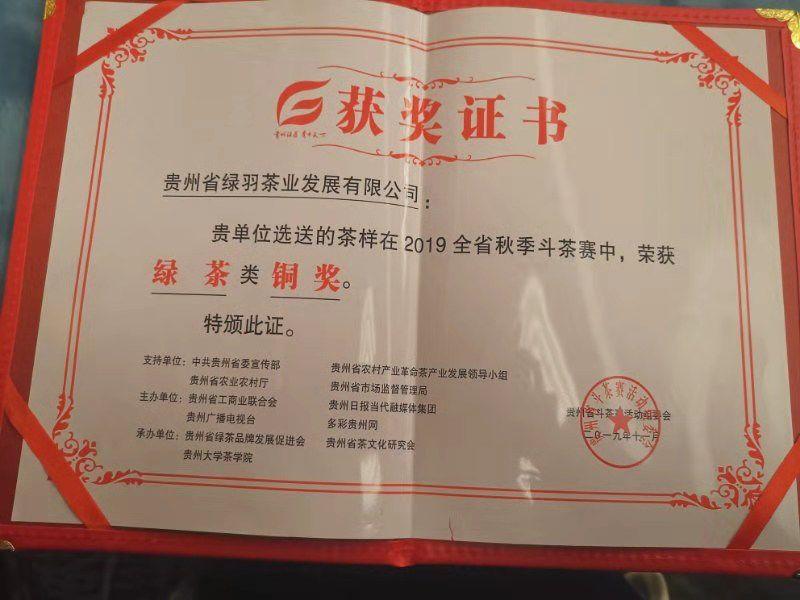 获奖证书
贵州省绿羽茶业发展有限公司：
贵单位选送的茶样在2019全省秋季斗茶赛中，荣获
绿茶类铜奖。
特颁此证。
支持单位：中共贵州省委宣传部 贵州省农村产业革命茶产业发展领导小组
贵州省农业农村厅 贵州省市场监督管理局
主办单位：贵州省工商业联合会 贵州日报当代融媒体集团
贵州广播电视台 多彩贵州网
承办单位：贵州省绿茶品牌发展促进会 贵州省茶文化研究会
贵州大学茶学院
贵州省斗茶赛活动组委会
二〇一九年十一月